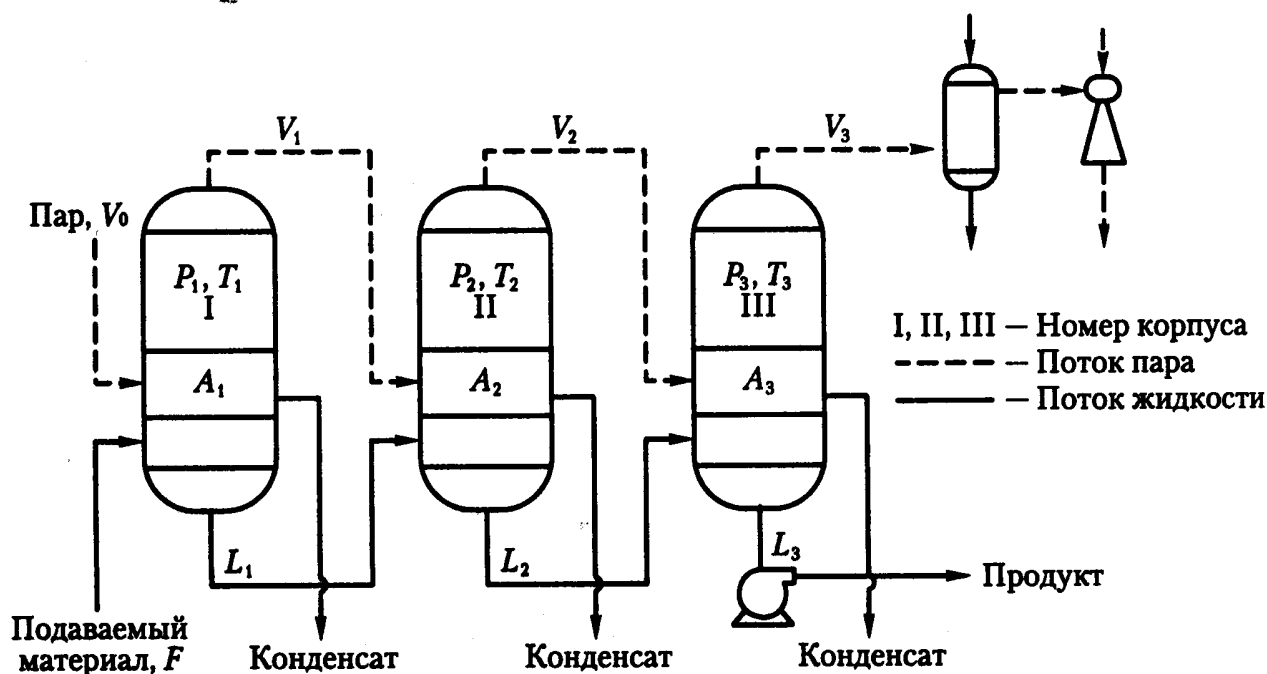 V₁
V₂
V₃
Пар, V₀
P₁, T₁
I
P₂, T₂
II
P₃, T₃
III
I, II, III – Номер корпуса
– Поток пара
– Поток жидкости
A₁
A₂
A₃
L₁
L₂
L₃
Продукт
Подаваемый
материал, F
Конденсат
Конденсат
Конденсат